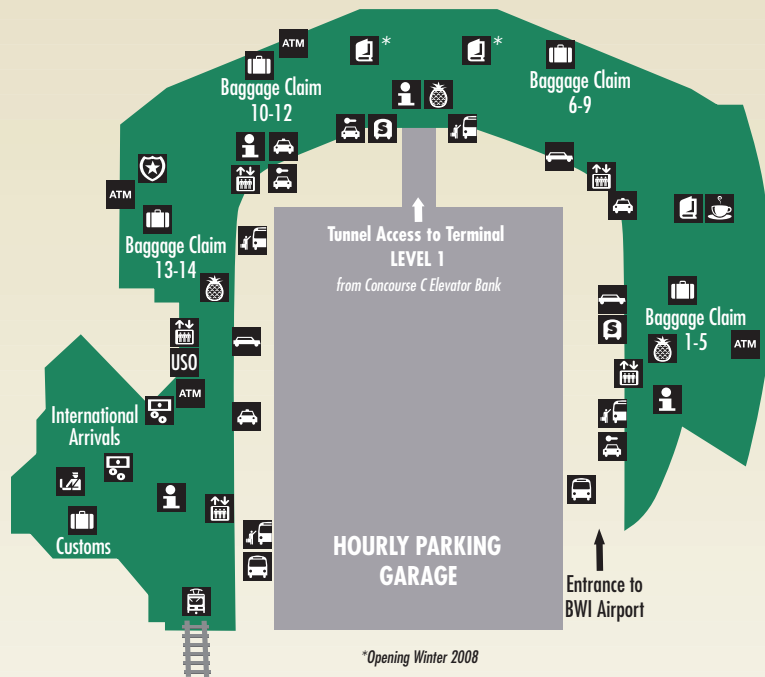 ATM
*
*
Baggage Claim
10-12
Baggage Claim
6-9
i
i
S
ATM
Baggage Claim
13-14
Tunnel Access to Terminal
LEVEL 1
from Concourse C Elevator Bank
S
Baggage Claim
1-5
ATM
USO
ATM
i
International
Arrivals
i
Customs
HOURLY PARKING
GARAGE
Entrance to
BWI Airport
*Opening Winter 2008